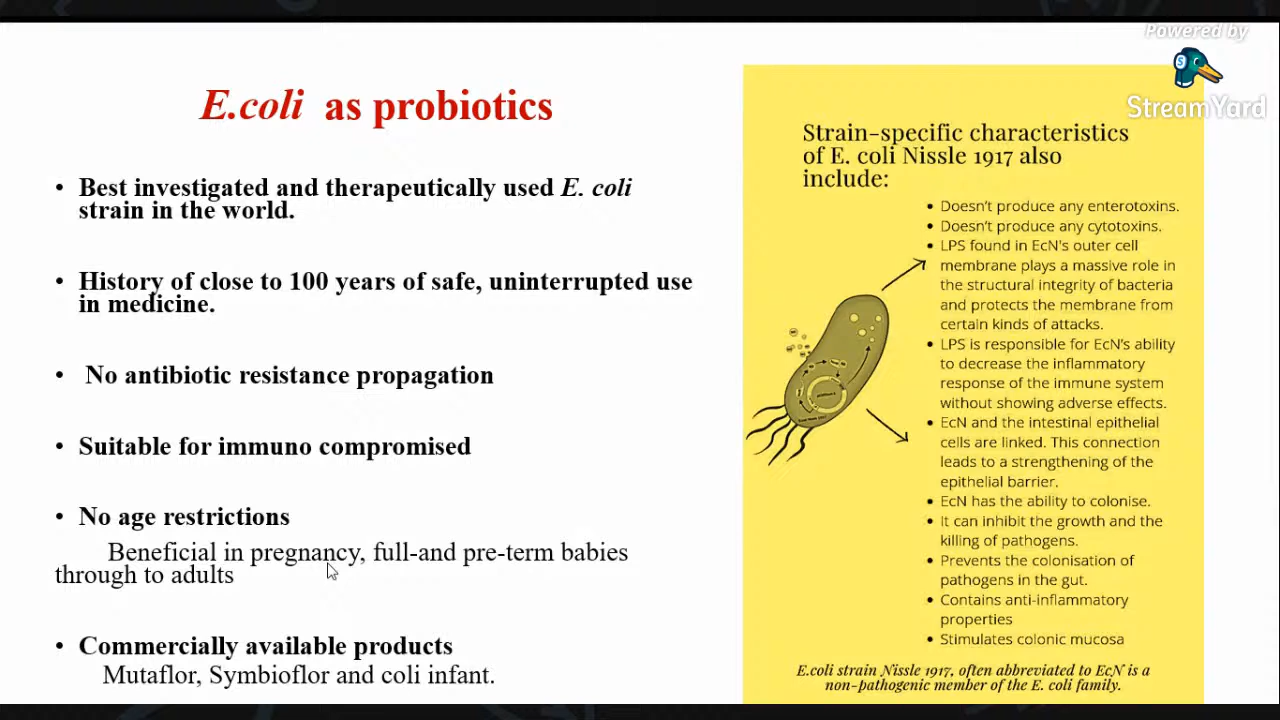 Powered by
StreamYard
E.coli as probiotics
• Best investigated and therapeutically used E. coli
strain in the world.
• History of close to 100 years of safe, uninterrupted use
in medicine.
• No antibiotic resistance propagation
• Suitable for immuno compromised
• No age restrictions
Beneficial in pregnancy, full-and pre-term babies
through to adults
• Commercially available products
Mutaflor, Symbioflor and coli infant.
Strain-specific characteristics
of E. coli Nissle 1917 also
include:
• Doesn't produce any enterotoxins.
• Doesn't produce any cytotoxins.
• LPS found in EcN's outer cell
membrane plays a massive role in
the structural integrity of bacteria
and protects the membrane from
certain kinds of attacks.
• LPS is responsible for EcN's ability
to decrease the inflammatory
response of the immune system
without showing adverse effects.
• EcN and the intestinal epithelial
cells are linked. This connection
leads to a strengthening of the
epithelial barrier.
• EcN has the ability to colonise.
• It can inhibit the growth and the
killing of pathogens.
• Prevents the colonisation of
pathogens in the gut.
• Contains anti-inflammatory
properties
• Stimulates colonic mucosa
E.coli strain Nissle 1917, often abbreviated to EcN is a
non-pathogenic member of the E. coli family.